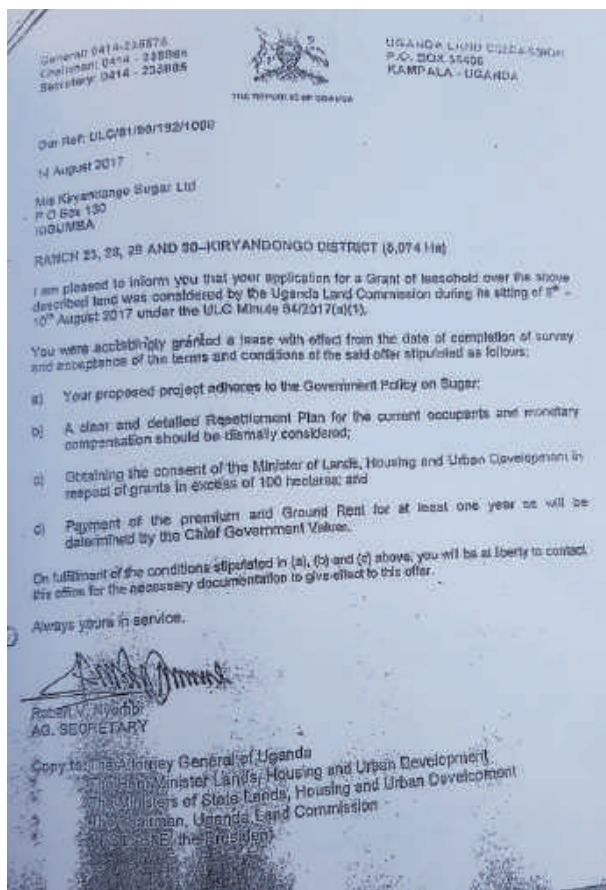 General: 0414-235875
Chairman: 0414 - 235886
Secretary: 0414 - 235885
UGANDA LAND COMMISSION
P.O. BOX
KAMPALA - UGANDA
THE REPUBLIC OF UGANDA
Our Ref: ULC/81/90/192/1000
14 August 2017
M/s Kiryandongo Sugar Ltd
P O Box 130
KIGUMBA
RANCH 23, 28, 29 AND 30–KIRYANDONGO DISTRICT (5,074 Ha)
I am pleased to inform you that your application for a Grant of leasehold over the above
described land was considered by the Uganda Land Commission during its sitting of 8th -
10th August 2017 under the ULC Minute 84/2017(a)(1).
You were accordingly granted a lease with effect from the date of completion of survey
and acceptance of the terms and conditions of the said offer stipulated as follows;
a) Your proposed project adheres to the Government Policy on Sugar;
b) A clear and detailed Resettlement Plan for the current occupants and monetary
compensation should be considered;
c) Obtaining the consent of the Minister of Lands, Housing and Urban Development in
respect of grants in excess of 100 hectares; and
d) Payment of the premium and Ground Rent for at least one year as will be
determined by the Chief Government Valuer.
On fulfilment of the conditions stipulated in (a), (b) and (c) above, you will be at liberty to contact
this office for the necessary documentation to give effect to this offer.
Always yours in service.
Robert V. Nyombi
AG. SECRETARY
Copy to: The Attorney General of Uganda
The Hon. Minister Lands, Housing and Urban Development
The Ministers of State Lands, Housing and Urban Development
The Chairman, Uganda Land Commission
the President